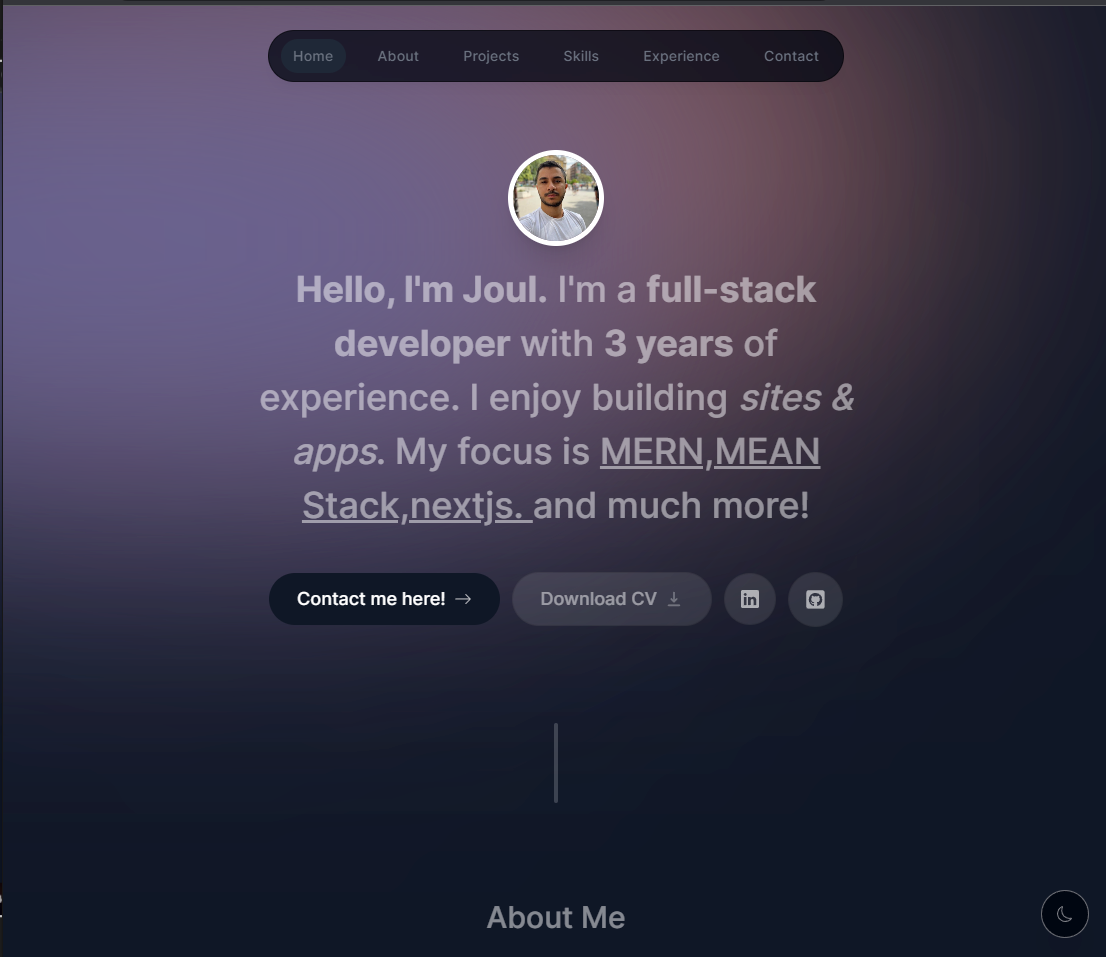 Home About Projects Skills Experience Contact
Hello, I'm Joul. I'm a full-stack
developer with 3 years of
experience. I enjoy building sites &
apps. My focus is MERN,MEAN
Stack,nextjs. and much more!
Contact me here! Download CV in
About Me